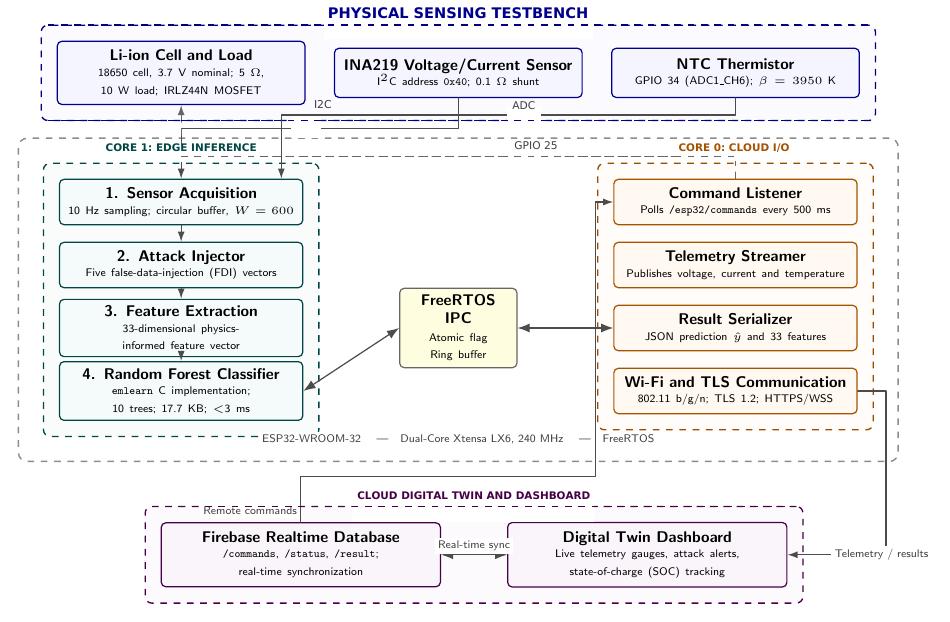 PHYSICAL SENSING TESTBENCH
Li-ion Cell and Load
18650 cell, 3.7 V nominal; 5 Ω,
10 W load; IRLZ44N MOSFET
INA219 Voltage/Current Sensor
I²C address 0x40; 0.1 Ω shunt
NTC Thermistor
GPIO 34 (ADC1_CH6); β = 3950 K
I2C
ADC
GPIO 25
CORE 1: EDGE INFERENCE
1. Sensor Acquisition
10 Hz sampling; circular buffer, W = 600
2. Attack Injector
Five false-data-injection (FDI) vectors
3. Feature Extraction
33-dimensional physics-
informed feature vector
4. Random Forest Classifier
emlearn C implementation;
10 trees; 17.7 KB; <3 ms
FreeRTOS
IPC
Atomic flag
Ring buffer
CORE 0: CLOUD I/O
Command Listener
Polls /esp32/commands every 500 ms
Telemetry Streamer
Publishes voltage, current and temperature
Result Serializer
JSON prediction ŷ and 33 features
Wi-Fi and TLS Communication
802.11 b/g/n; TLS 1.2; HTTPS/WSS
ESP32-WROOM-32 — Dual-Core Xtensa LX6, 240 MHz — FreeRTOS
CLOUD DIGITAL TWIN AND DASHBOARD
Remote commands
Firebase Realtime Database
/commands, /status, /result;
real-time synchronization
Real-time sync
Digital Twin Dashboard
Live telemetry gauges, attack alerts,
state-of-charge (SOC) tracking
Telemetry / results